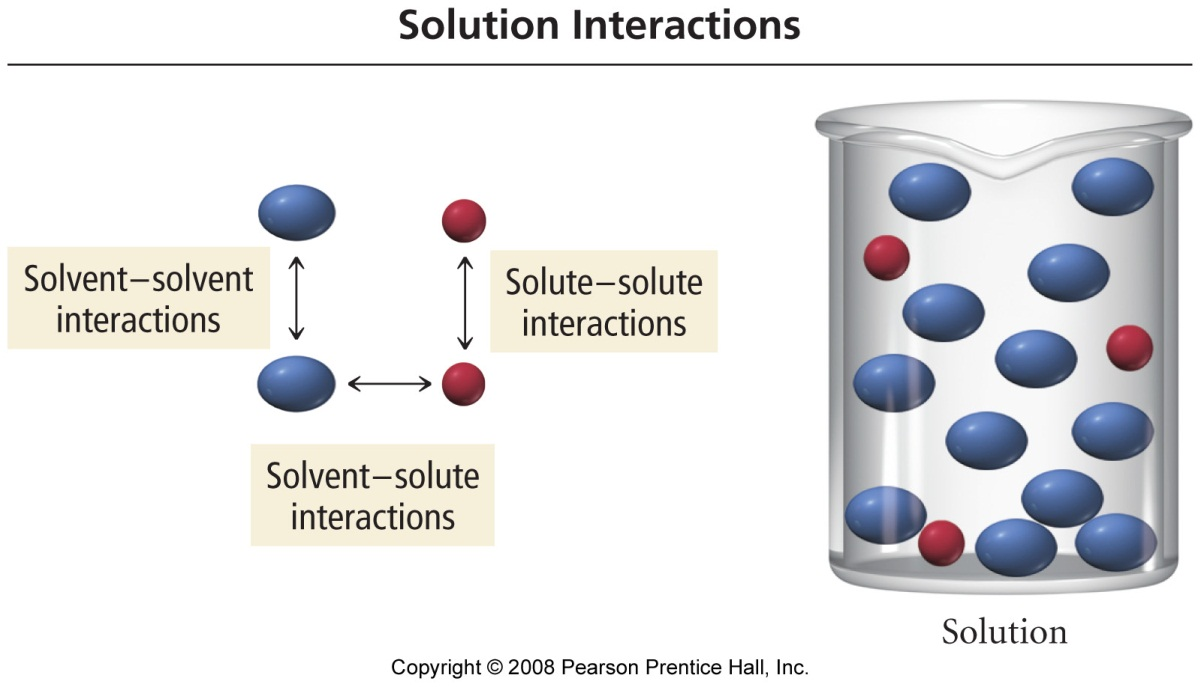 Solution Interactions
Solvent–solvent
interactions
Solute–solute
interactions
Solvent–solute
interactions
Solution
Copyright © 2008 Pearson Prentice Hall, Inc.